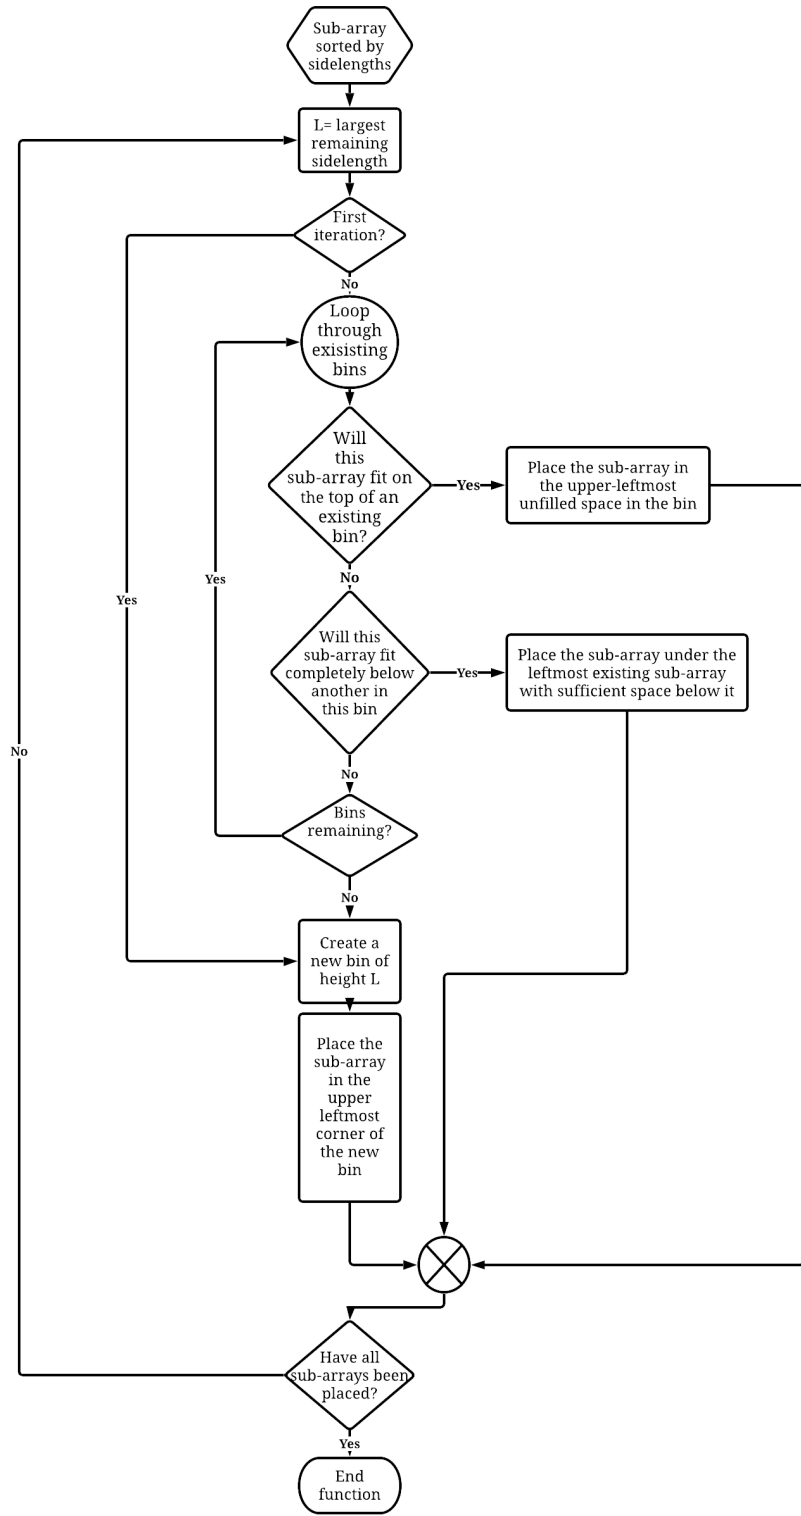 Sub-array
sorted by
sidelengths
L= largest
remaining
sidelength
First
iteration?
No
Loop
through
exisisting
bins
Will
this
sub-array fit on
the top of an
existing
bin?
Yes
Place the sub-array in
the upper-leftmost
unfilled space in the bin
No
Yes
Yes
Will this
sub-array fit
completely below
another in
this bin
Yes
Place the sub-array under the
leftmost existing sub-array
with sufficient space below it
No
No
Bins
remaining?
No
Create a
new bin of
height L
Place the
sub-array
in the
upper
leftmost
corner of
the new
bin
Have all
sub-arrays been
placed?
Yes
End
function